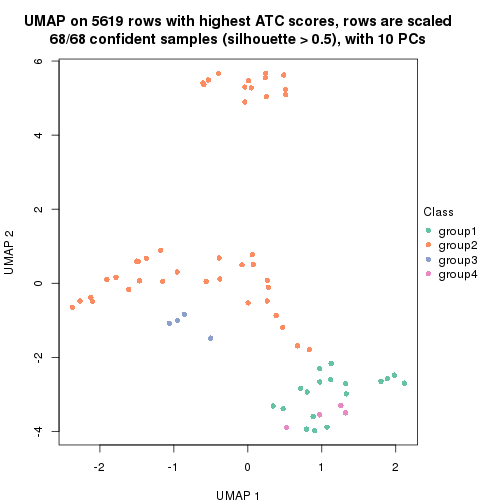 UMAP on 5619 rows with highest ATC scores, rows are scaled
68/68 confident samples (silhouette > 0.5), with 10 PCs
6
4
2
0
-2
-4
UMAP 2
-2
-1
0
1
2
UMAP 1
Class
group1
group2
group3
group4